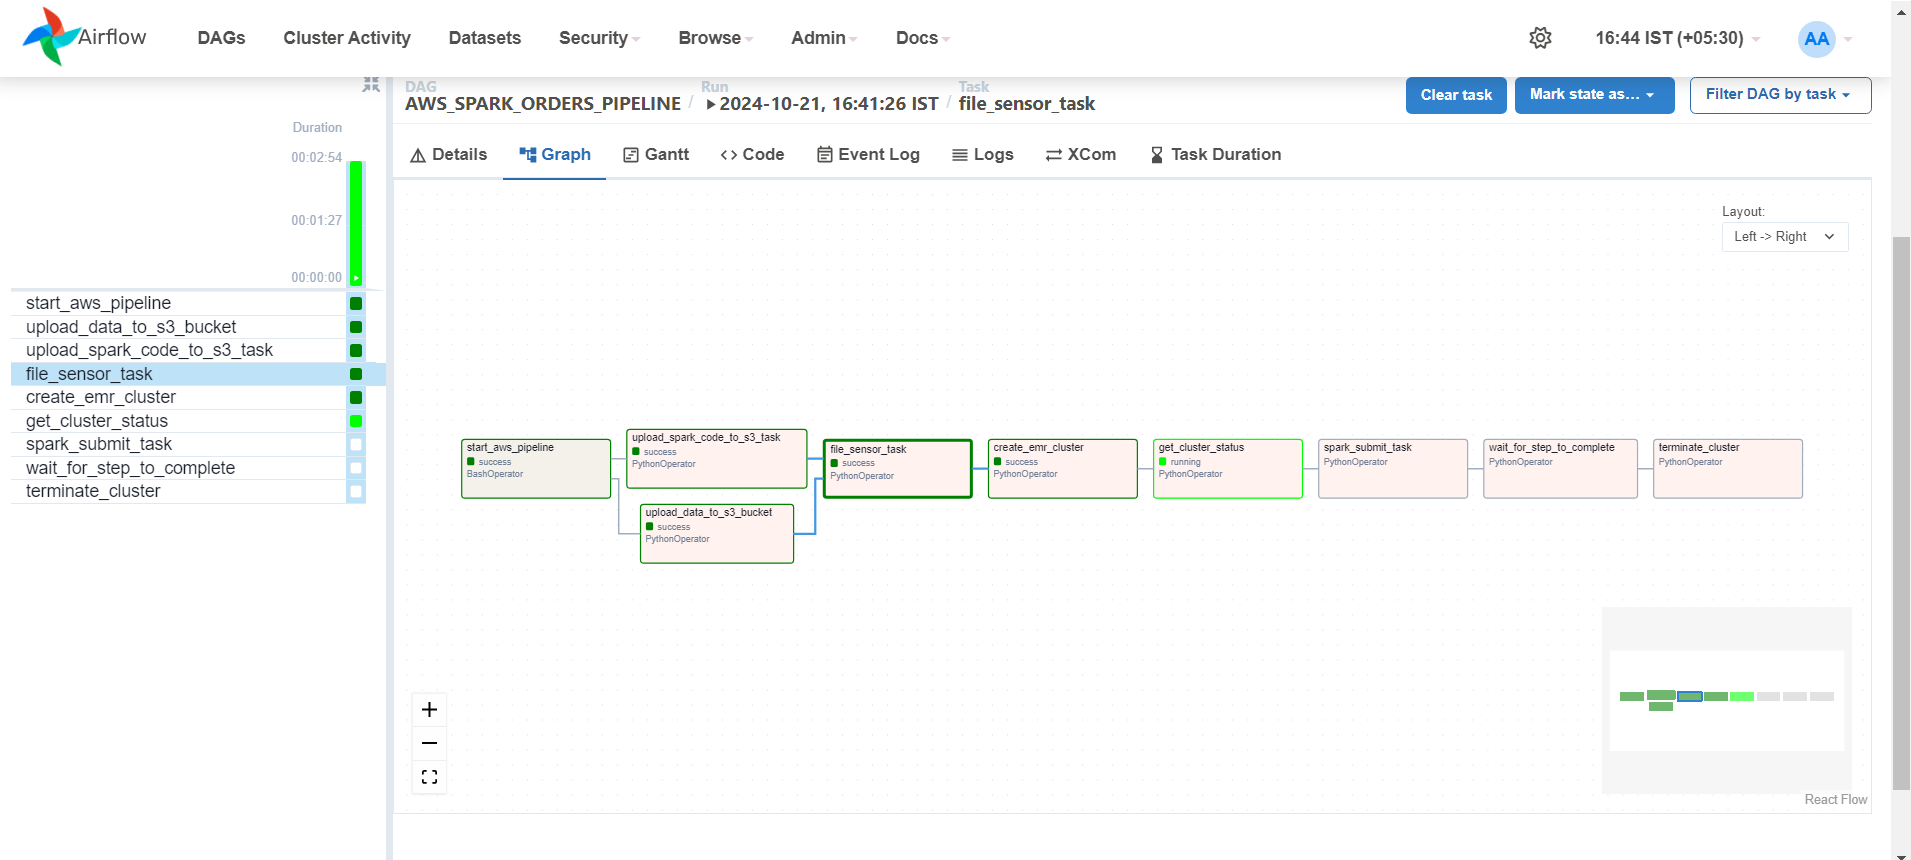 Airflow
DAGs
Cluster Activity
Datasets
Security
Browse
Admin
Docs
16:44 IST (+05:30)
AA
DAG
AWS_SPARK_ORDERS_PIPELINE
/
Run
2024-10-21, 16:41:26 IST
/
Task
file_sensor_task
Clear task
Mark state as...
Filter DAG by task
Details
Graph
Gantt
Code
Event Log
Logs
XCom
Task Duration
Duration
00:02:54
00:01:27
00:00:00
start_aws_pipeline
upload_data_to_s3_bucket
upload_spark_code_to_s3_task
file_sensor_task
create_emr_cluster
get_cluster_status
spark_submit_task
wait_for_step_to_complete
terminate_cluster
Layout:
Left -> Right
start_aws_pipeline
success
BashOperator
upload_spark_code_to_s3_task
success
PythonOperator
upload_data_to_s3_bucket
success
PythonOperator
file_sensor_task
success
PythonOperator
create_emr_cluster
success
PythonOperator
get_cluster_status
running
PythonOperator
spark_submit_task
PythonOperator
wait_for_step_to_complete
PythonOperator
terminate_cluster
PythonOperator
React Flow